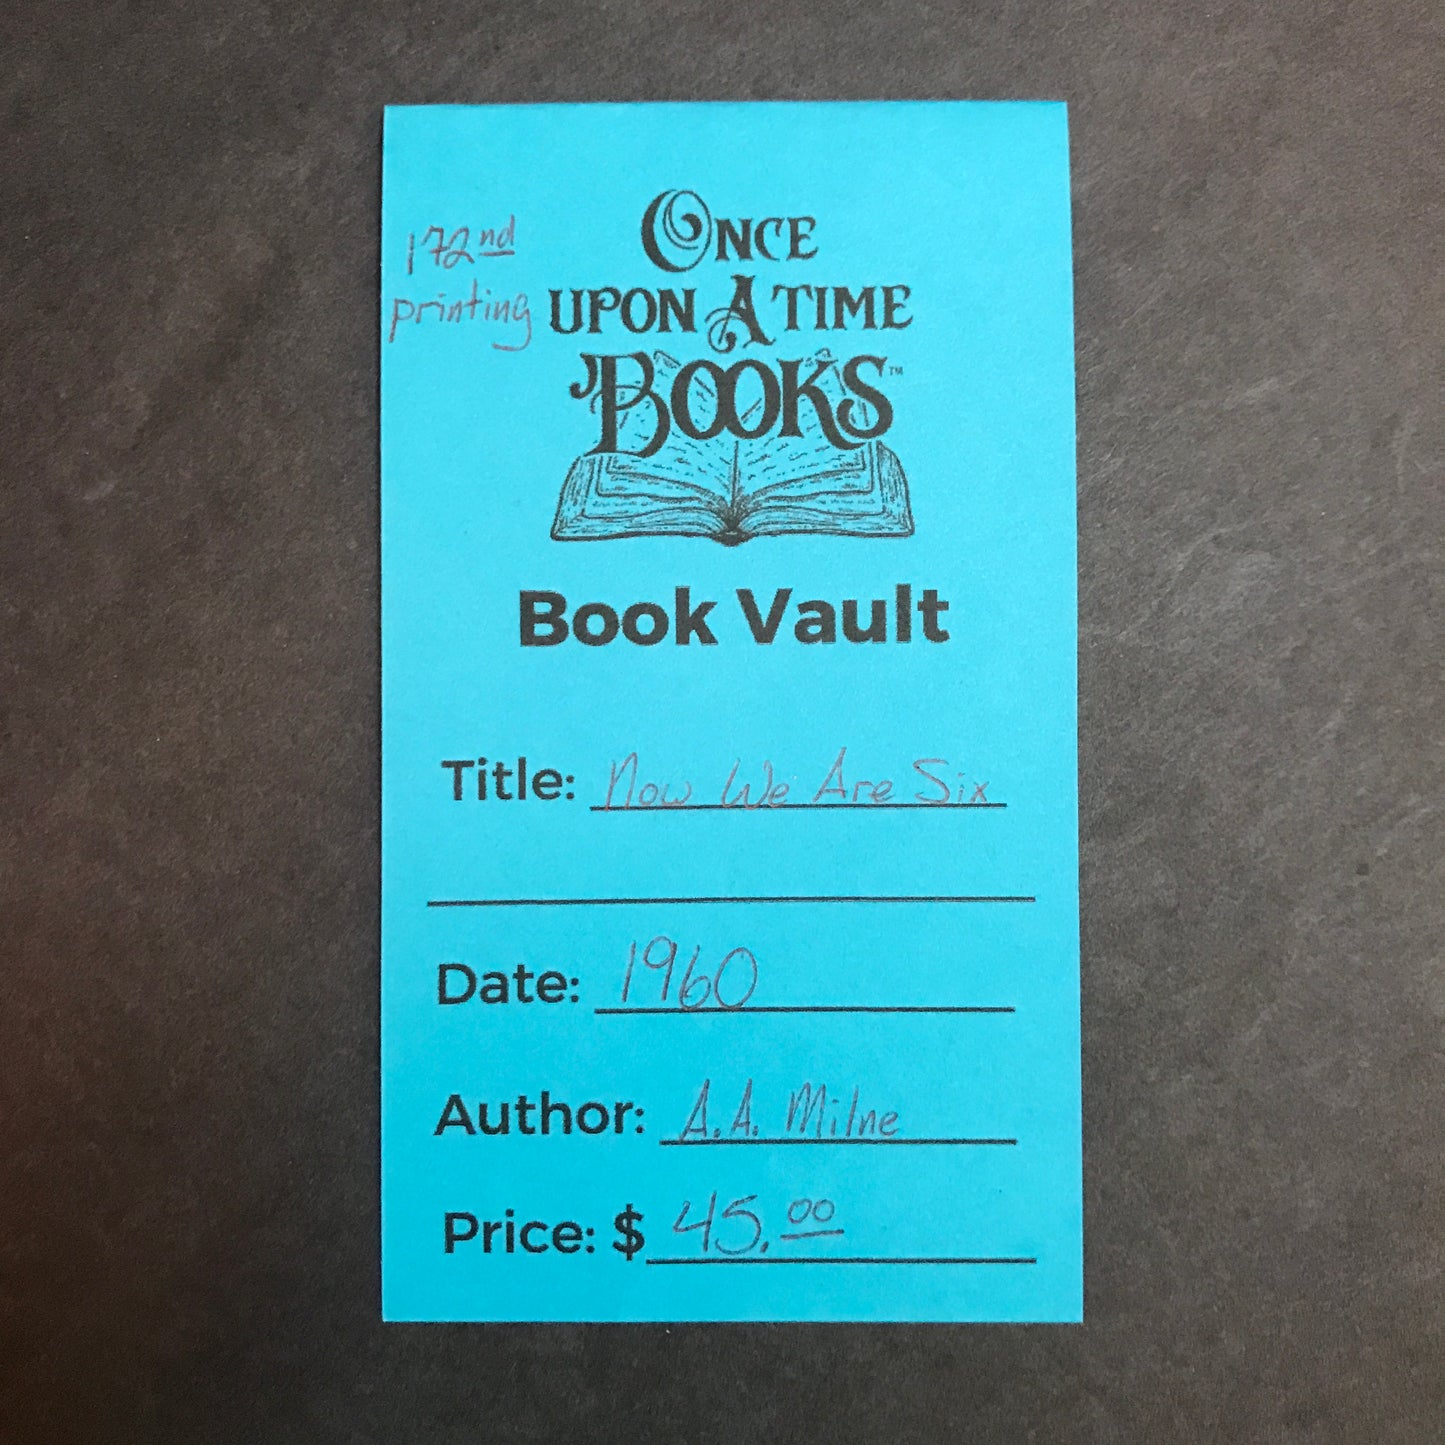 172nd
printing
ONCE
UPON A TIME
BOOKS™
Book Vault
Title: Now We Are Six
Date: 1960
Author: A.A. Milne
Price: $ 45.00